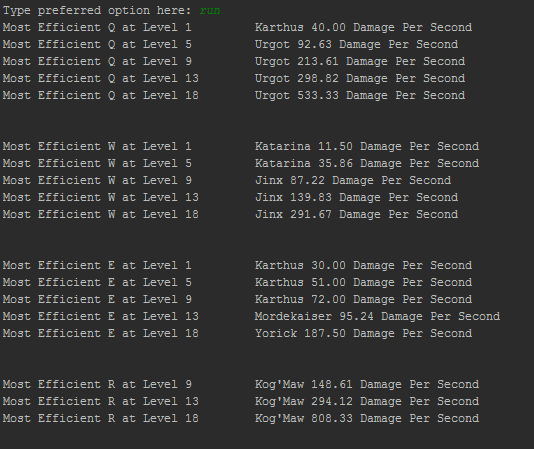 Type preferred option here: run
Most Efficient Q at Level 1 Karthus 40.00 Damage Per Second
Most Efficient Q at Level 5 Urgot 92.63 Damage Per Second
Most Efficient Q at Level 9 Urgot 213.61 Damage Per Second
Most Efficient Q at Level 13 Urgot 298.82 Damage Per Second
Most Efficient Q at Level 18 Urgot 533.33 Damage Per Second
Most Efficient W at Level 1 Katarina 11.50 Damage Per Second
Most Efficient W at Level 5 Katarina 35.86 Damage Per Second
Most Efficient W at Level 9 Jinx 87.22 Damage Per Second
Most Efficient W at Level 13 Jinx 139.83 Damage Per Second
Most Efficient W at Level 18 Jinx 291.67 Damage Per Second
Most Efficient E at Level 1 Karthus 30.00 Damage Per Second
Most Efficient E at Level 5 Karthus 51.00 Damage Per Second
Most Efficient E at Level 9 Karthus 72.00 Damage Per Second
Most Efficient E at Level 13 Mordekaiser 95.24 Damage Per Second
Most Efficient E at Level 18 Yorick 187.50 Damage Per Second
Most Efficient R at Level 9 Kog'Maw 148.61 Damage Per Second
Most Efficient R at Level 13 Kog'Maw 294.12 Damage Per Second
Most Efficient R at Level 18 Kog'Maw 808.33 Damage Per Second